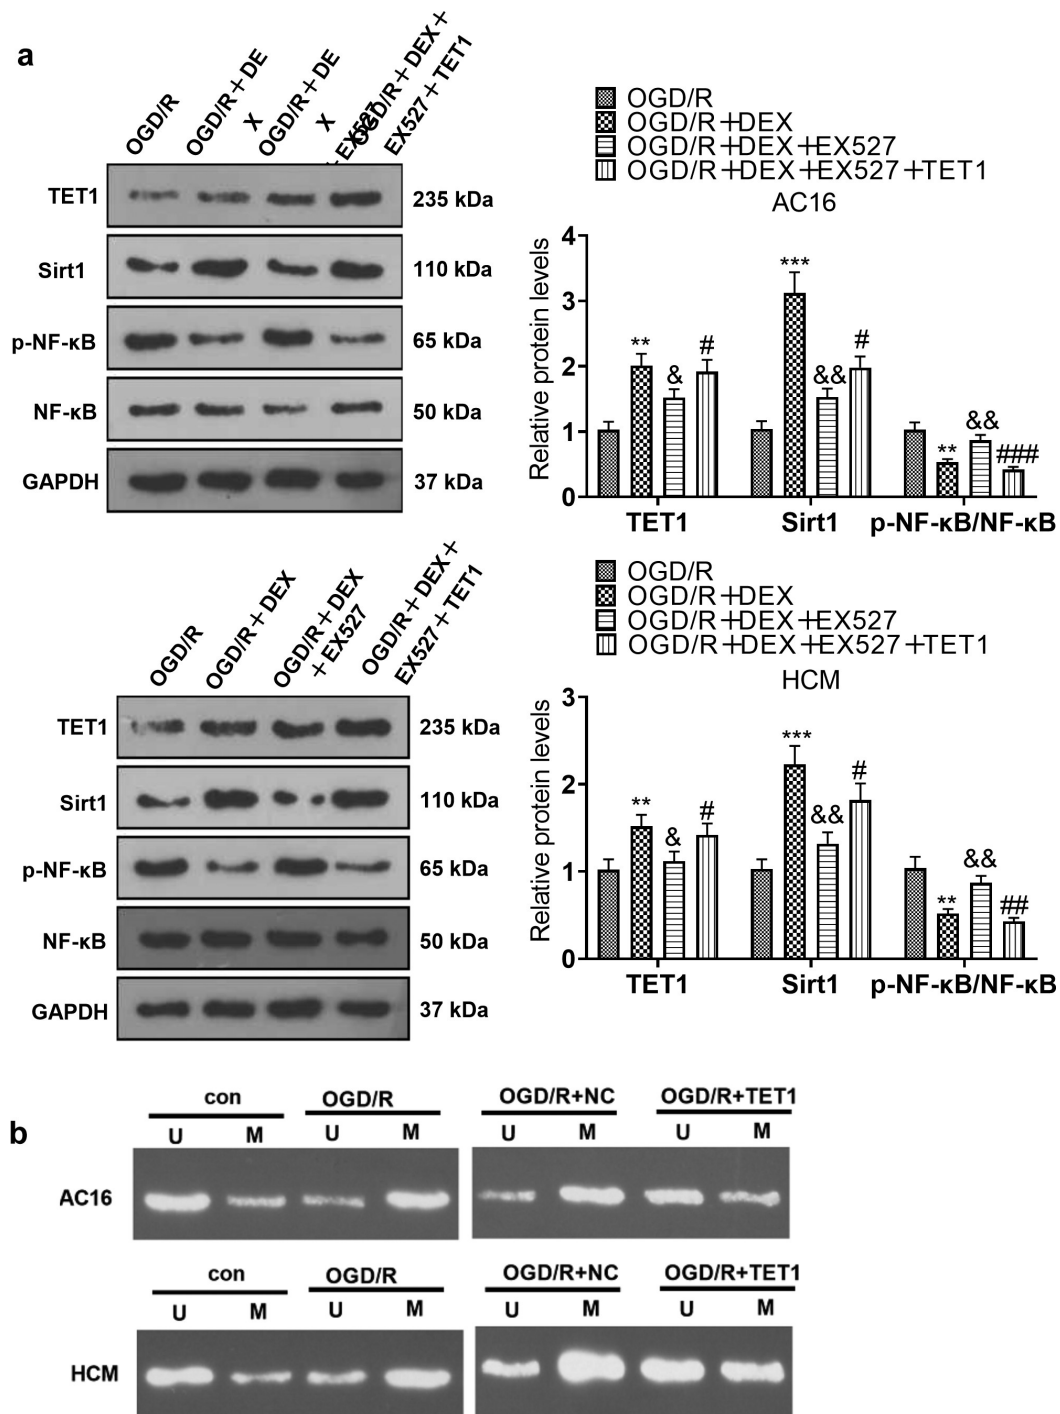 a
OGD/R
OGD/R+DE
X
OGD/R+DE
X
+EX527
OGD/R+DEX+
EX527+TET1
TET1
235 kDa
Sirt1
110 kDa
p-NF-κB
65 kDa
NF-κB
50 kDa
GAPDH
37 kDa
OGD/R
OGD/R+DEX
OGD/R+DEX+EX527
OGD/R+DEX+EX527+TET1
AC16
Relative protein levels
4
3
2
1
0
**
&
#
***
&&
#
**
&&
###
TET1
Sirt1
p-NF-κB/NF-κB
OGD/R
OGD/R+DEX
OGD/R+DEX
+EX527
OGD/R+DEX+
EX527+TET1
TET1
235 kDa
Sirt1
110 kDa
p-NF-κB
65 kDa
NF-κB
50 kDa
GAPDH
37 kDa
OGD/R
OGD/R+DEX
OGD/R+DEX+EX527
OGD/R+DEX+EX527+TET1
HCM
Relative protein levels
3
2
1
0
**
&
#
***
&&
#
**
&&
##
TET1
Sirt1
p-NF-κB/NF-κB
b
con
OGD/R
OGD/R+NC
OGD/R+TET1
U M U M U M U M
AC16
con
OGD/R
OGD/R+NC
OGD/R+TET1
U M U M U M U M
HCM